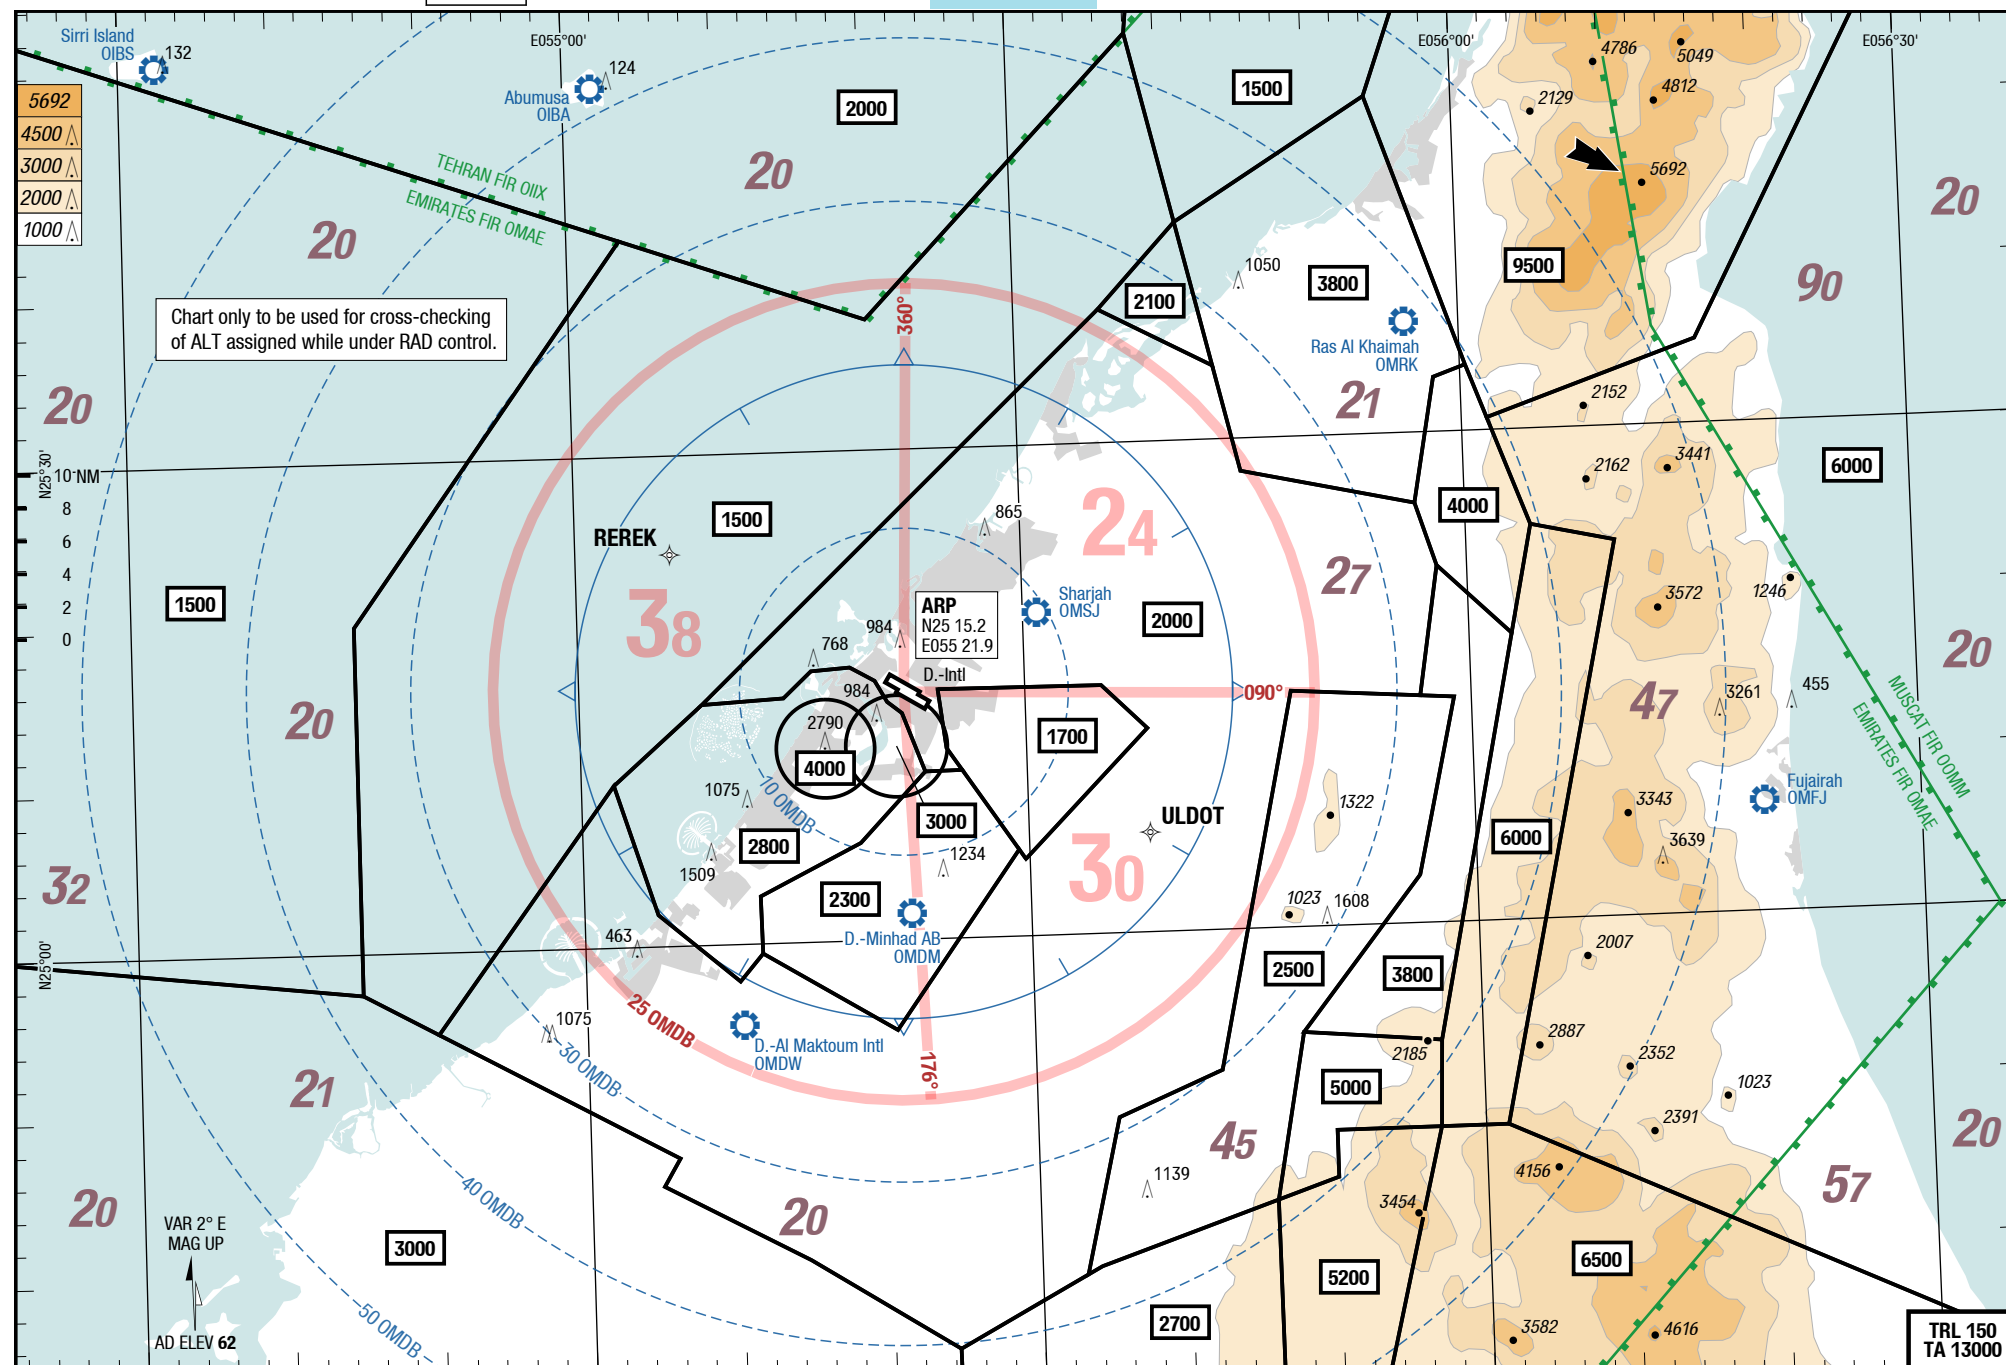 Sirri Island
OIBS
132
E055°00'
124
Abumusa
OIBA
2000
1500
E056°00'
4786
5049
4812
2129
E056°30'
5692
4500
3000
2000
1000
TEHRAN FIR OIIX
EMIRATES FIR OMAE
20
20
5692
20
Chart only to be used for cross-checking
of ALT assigned while under RAD control.
360°
2100
1050
3800
9500
90
Ras Al Khaimah
OMRK
20
21
2152
N25°30'
10 NM
8
6
4
2
0
1500
REREK
865
24
4000
2162
3441
6000
1500
38
27
3572
1246
ARP
N25 15.2
E055 21.9
Sharjah
OMSJ
2000
984
768
D.-Intl
984
090°
20
20
47
3261
455
MUSCAT FIR OOMM
EMIRATES FIR OMAE
2790
4000
1700
1075
10 OMDB
3000
ULDOT
1322
6000
3343
3639
Fujairah
OMFJ
2800
1509
1234
30
32
2300
1023
1608
463
D.-Minhad AB
OMDM
2007
N25°00'
2500
3800
25 OMDB
1075
D.-Al Maktoum Intl
OMDW
176°
30 OMDB
2185
2887
2352
1023
5000
21
2391
20
45
4156
57
1139
20
20
40 OMDB
3454
VAR 2° E
MAG UP
3000
5200
6500
50 OMDB
2700
3582
4616
AD ELEV 62
TRL 150
TA 13000